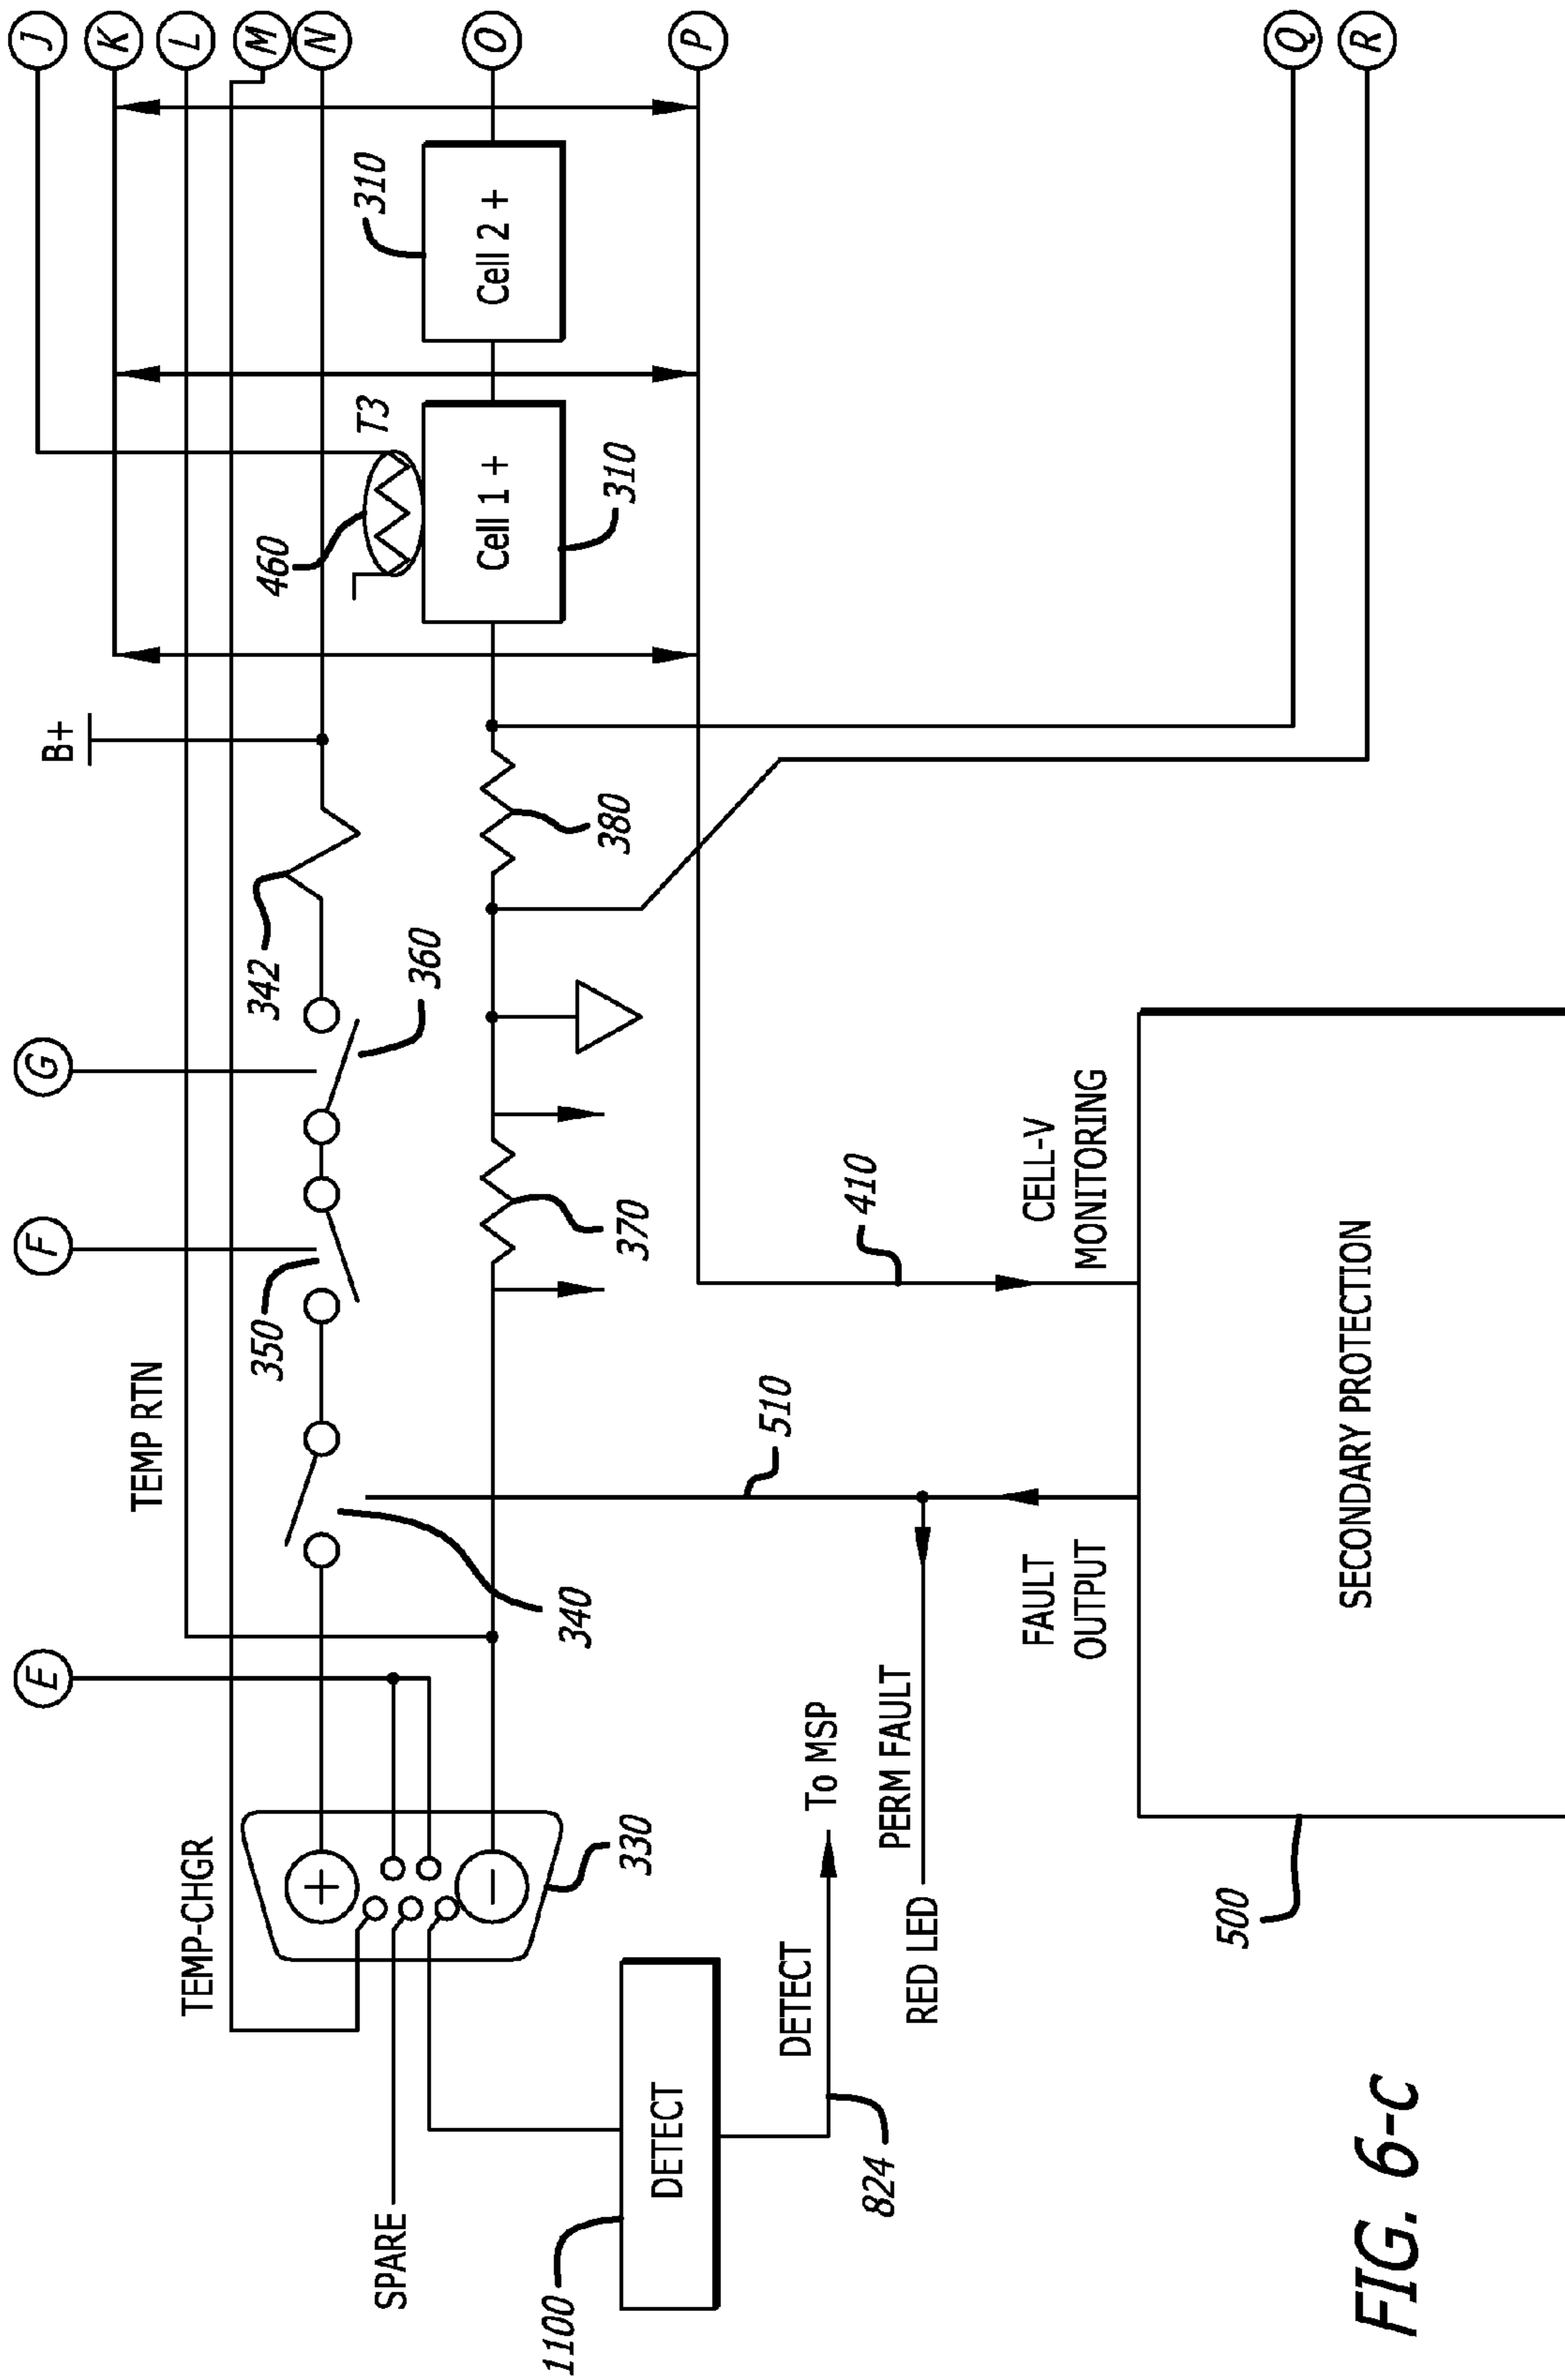 E
F
G
J
K
L
M
N
O
P
Q
R
TEMP RTN
B+
TEMP-CHGR
350
342
360
460
T3
310
Cell 1 +
310
Cell 2 +
310
+
-
330
340
370
380
SPARE
1100
DETECT
DETECT
To MSP
824
510
410
PERM FAULT
RED LED
FAULT
OUTPUT
CELL-V
MONITORING
500
SECONDARY PROTECTION
FIG. 6-c